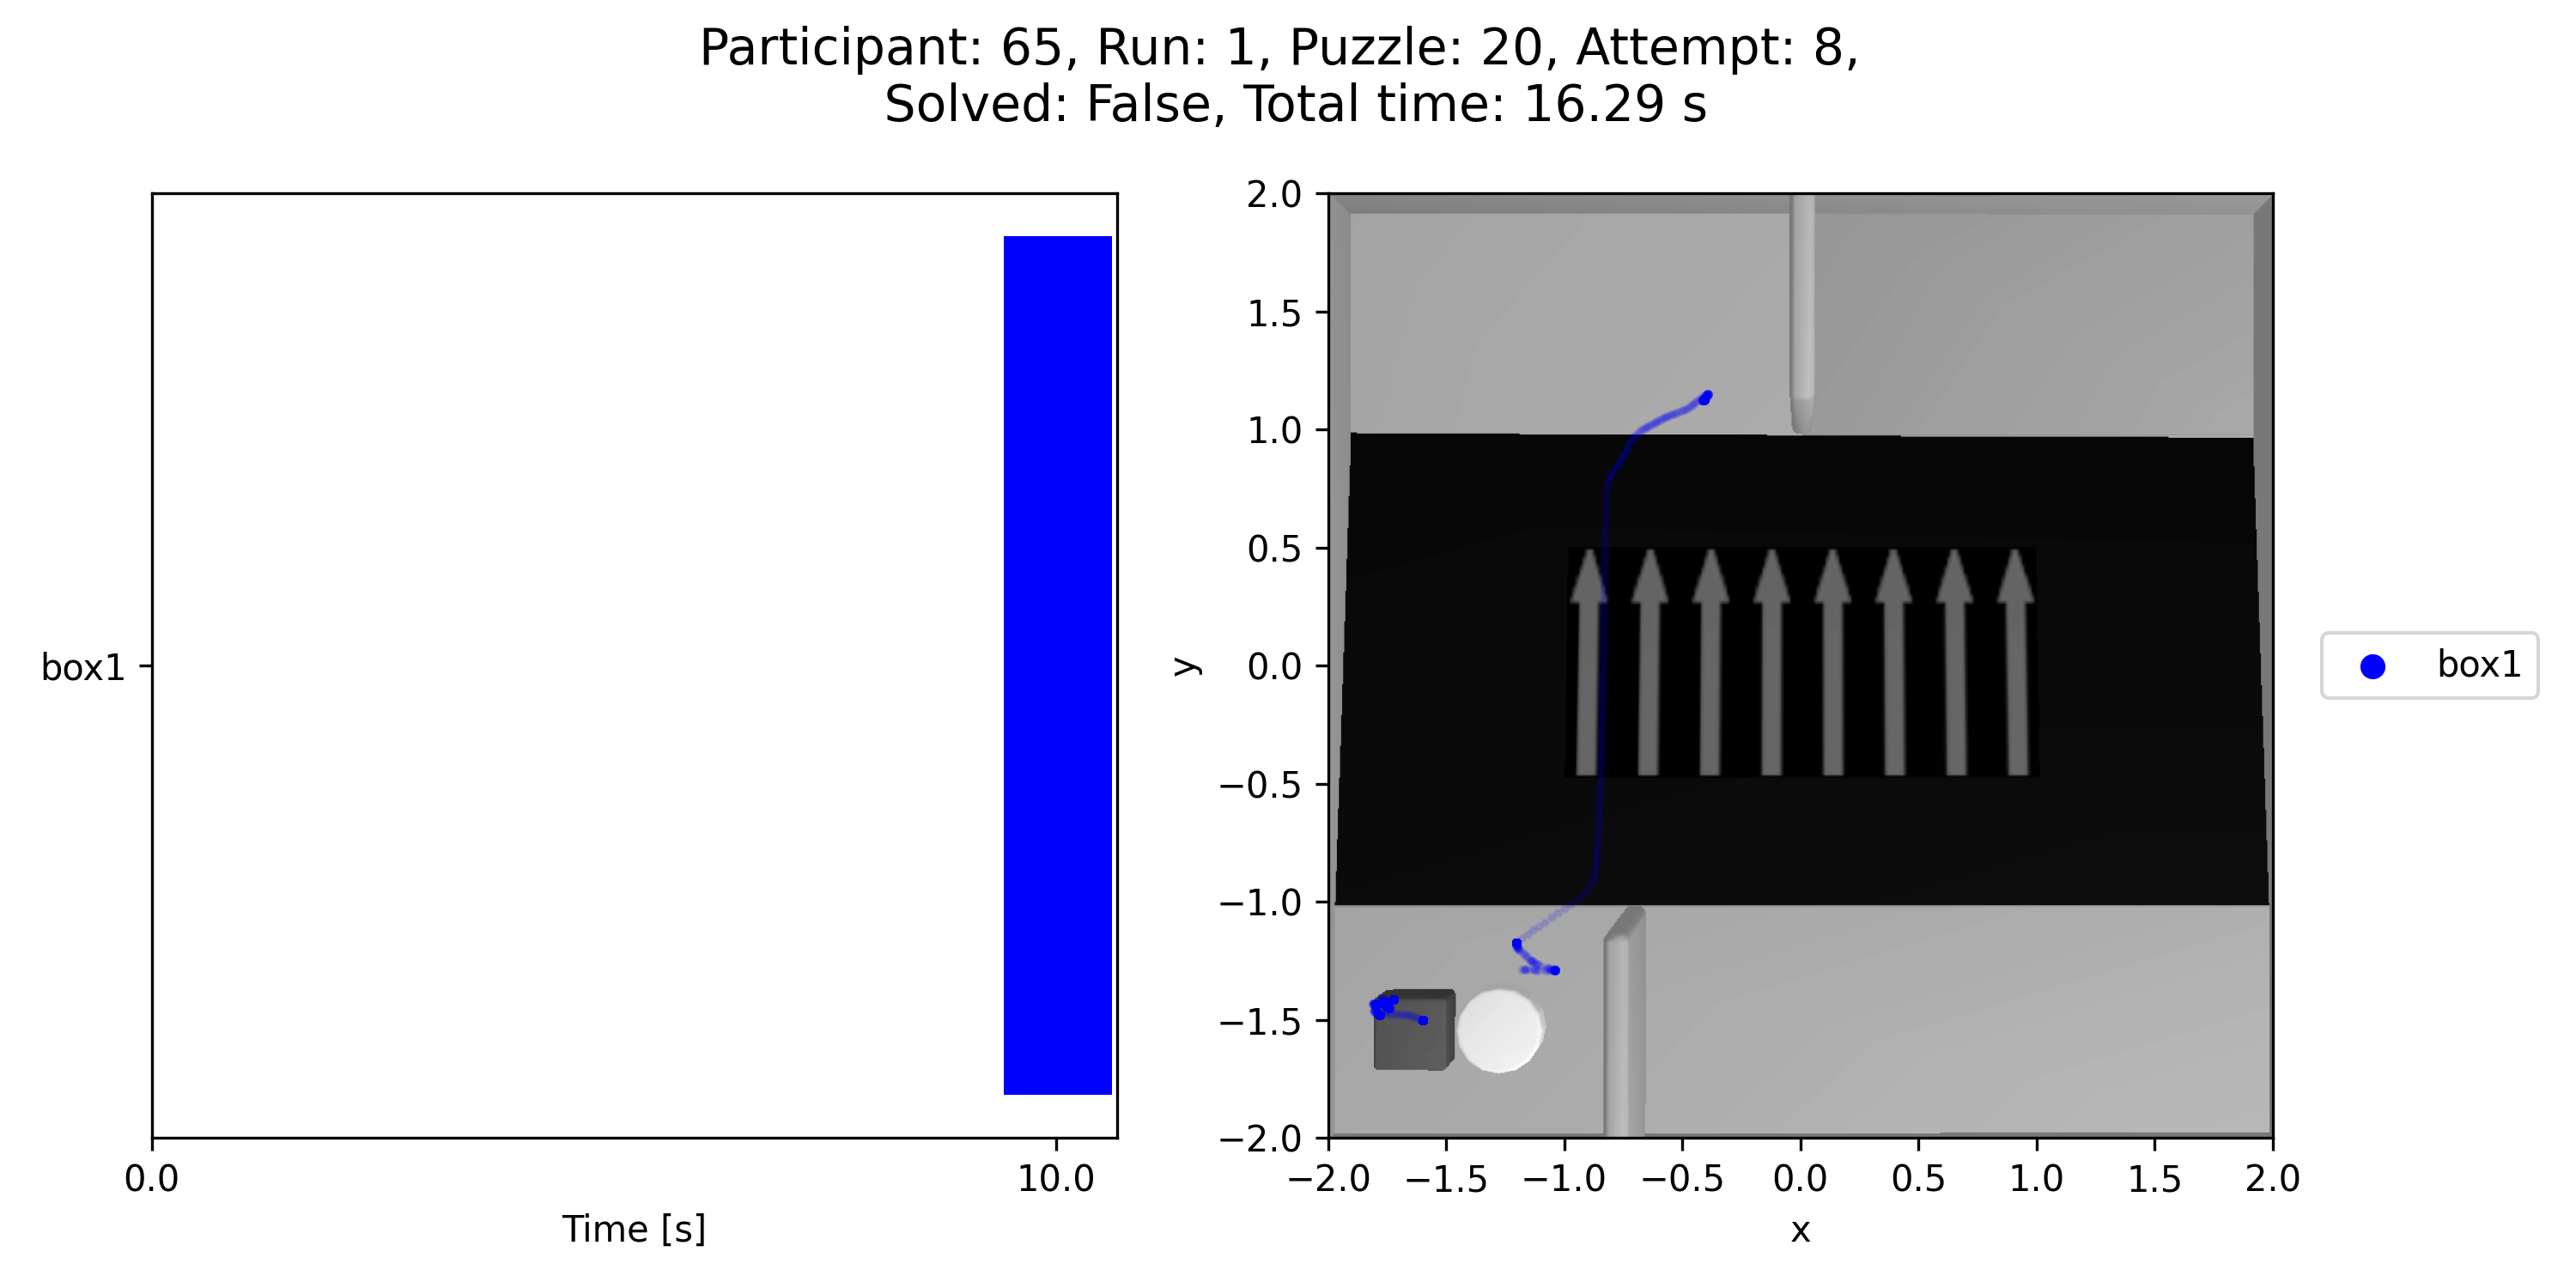 Participant: 65, Run: 1, Puzzle: 20, Attempt: 8,
Solved: False, Total time: 16.29 s
box1
0.0
10.0
Time [s]
2.0
1.5
1.0
0.5
0.0
−0.5
−1.0
−1.5
−2.0
y
−2.0
−1.5
−1.0
−0.5
0.0
0.5
1.0
1.5
2.0
x
box1